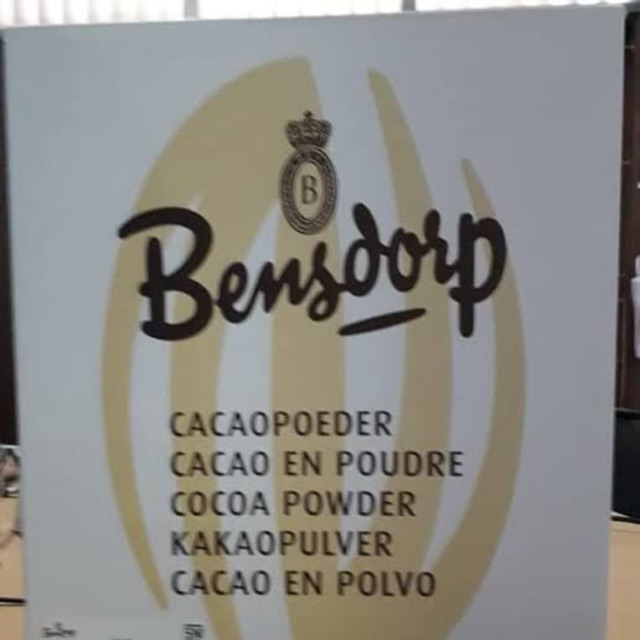 B
Bensdorp
CACAOPOEDER
CACAO EN POUDRE
COCOA POWDER
KAKAOPULVER
CACAO EN POLVO